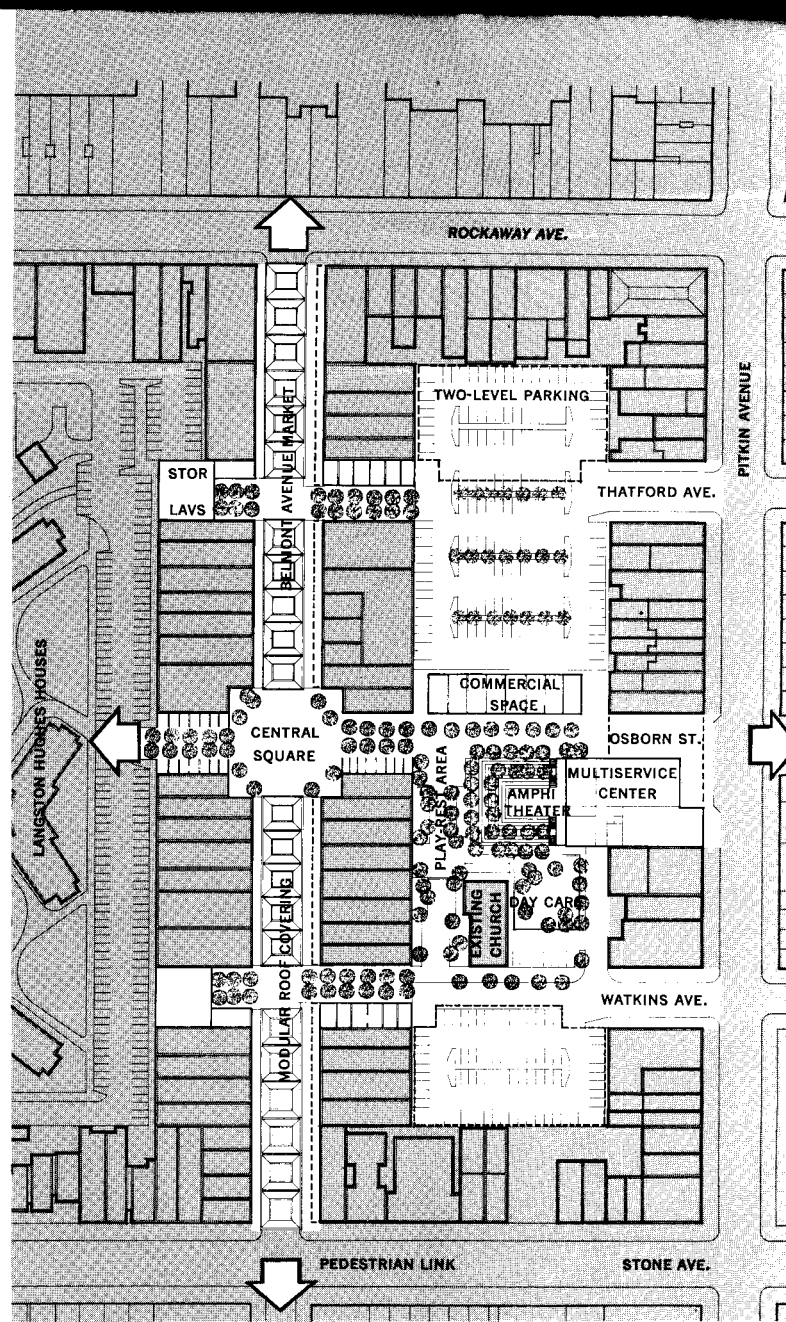 ROCKAWAY AVE.
TWO-LEVEL PARKING
PITKIN AVENUE
BELMONT AVENUE MARKET
STOR
LAVS
THATFORD AVE.
COMMERCIAL
SPACE
LANGSTON HUGHES HOUSES
CENTRAL
SQUARE
OSBORN ST.
PLAY-REST AREA
AMPHI
THEATER
MULTISERVICE
CENTER
MODULAR ROOF COVERING
EXISTING
CHURCH
DAY CARE
WATKINS AVE.
PEDESTRIAN LINK
STONE AVE.